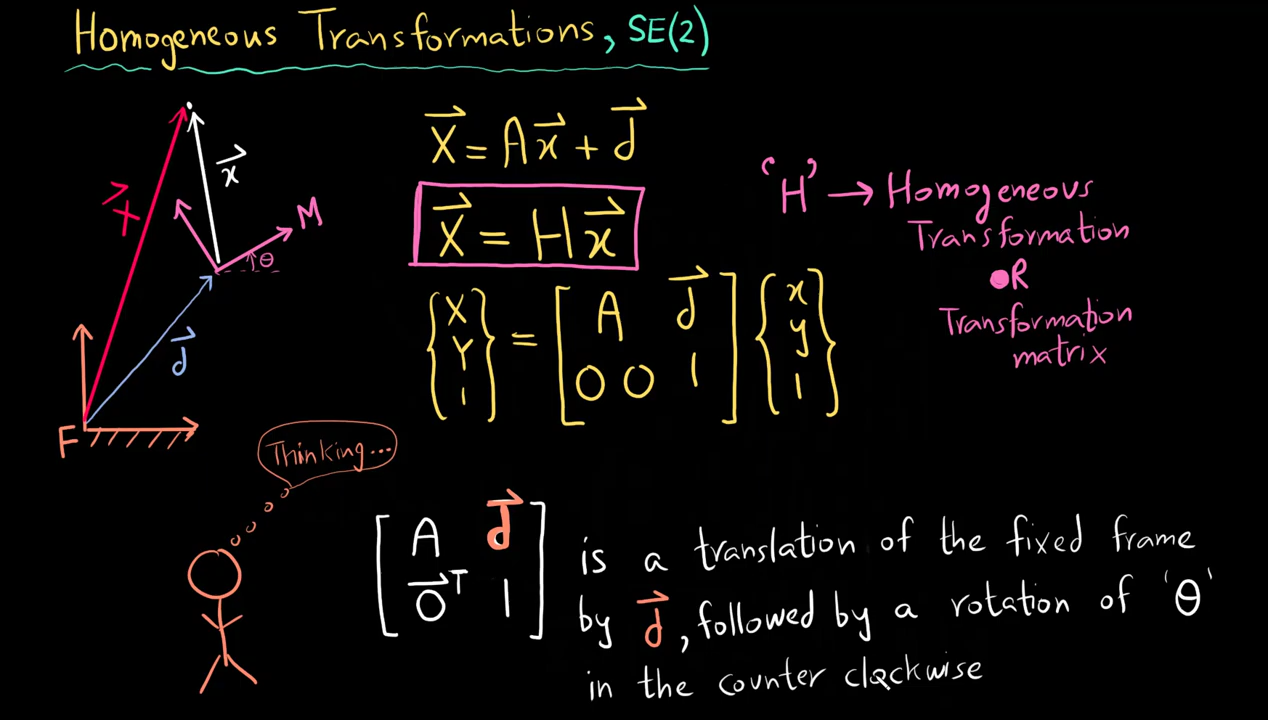 Homogeneous Transformations, SE(2)
X⃗
x⃗
M
θ
d⃗
F
X⃗ = Ax⃗ + d⃗
X⃗ = Hx⃗
{X Y 1} = [A d⃗
0 0 1] {x y 1}
'H' → Homogeneous
Transformation
OR
Transformation
matrix
Thinking...
[A d⃗
0⃗ᵀ 1]
is a translation of the fixed frame
by d⃗, followed by a rotation of 'θ'
in the counter clockwise